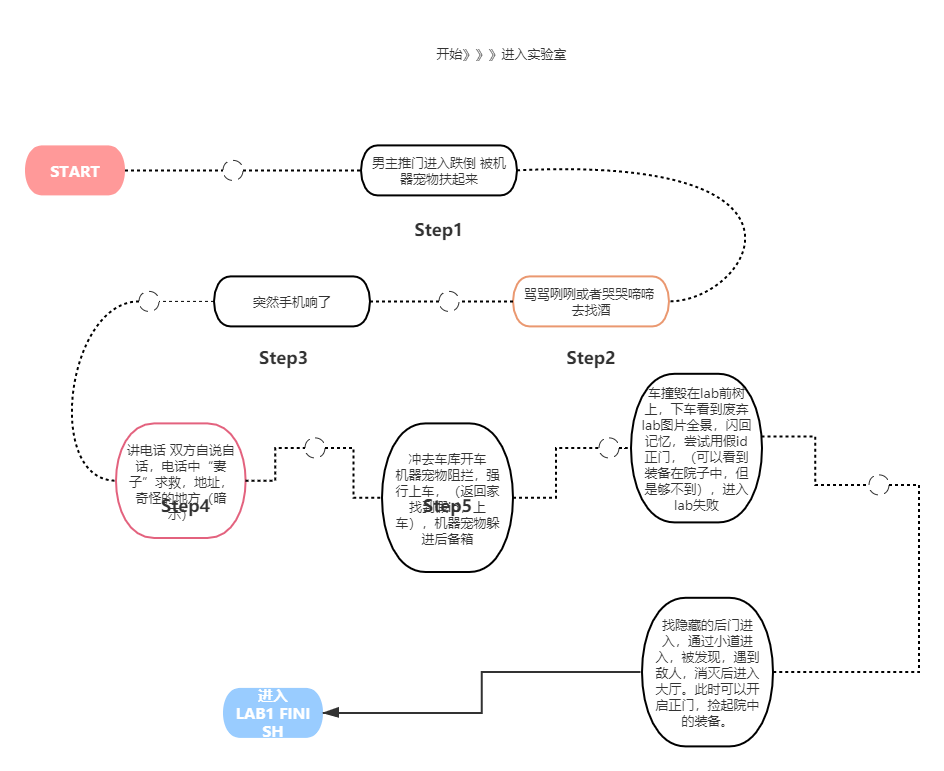 开始》》》进入实验室
START
男主推门进入跌倒 被机
器宠物扶起来
Step1
骂骂咧咧或者哭哭啼啼
去找酒
Step2
突然手机响了
Step3
讲电话 双方自说自
话，电话中“妻
子”求救，地址，
奇怪的地方（暗
示）
Step4
冲去车库开车
机器宠物阻拦，强
行上车，（返回家
找到 上
车），机器宠物躲
进后备箱
Step5
车撞毁在lab前树
上，下车看到废弃
lab图片全景，闪回
记忆，尝试用假id
正门，（可以看到
装备在院子中，但
是够不到），进入
lab失败
找隐藏的后门进
入，通过小道进
入，被发现，遇到
敌人，消灭后进入
大厅。此时可以开
启正门，捡起院中
的装备。
进入
LAB1 FINI
SH